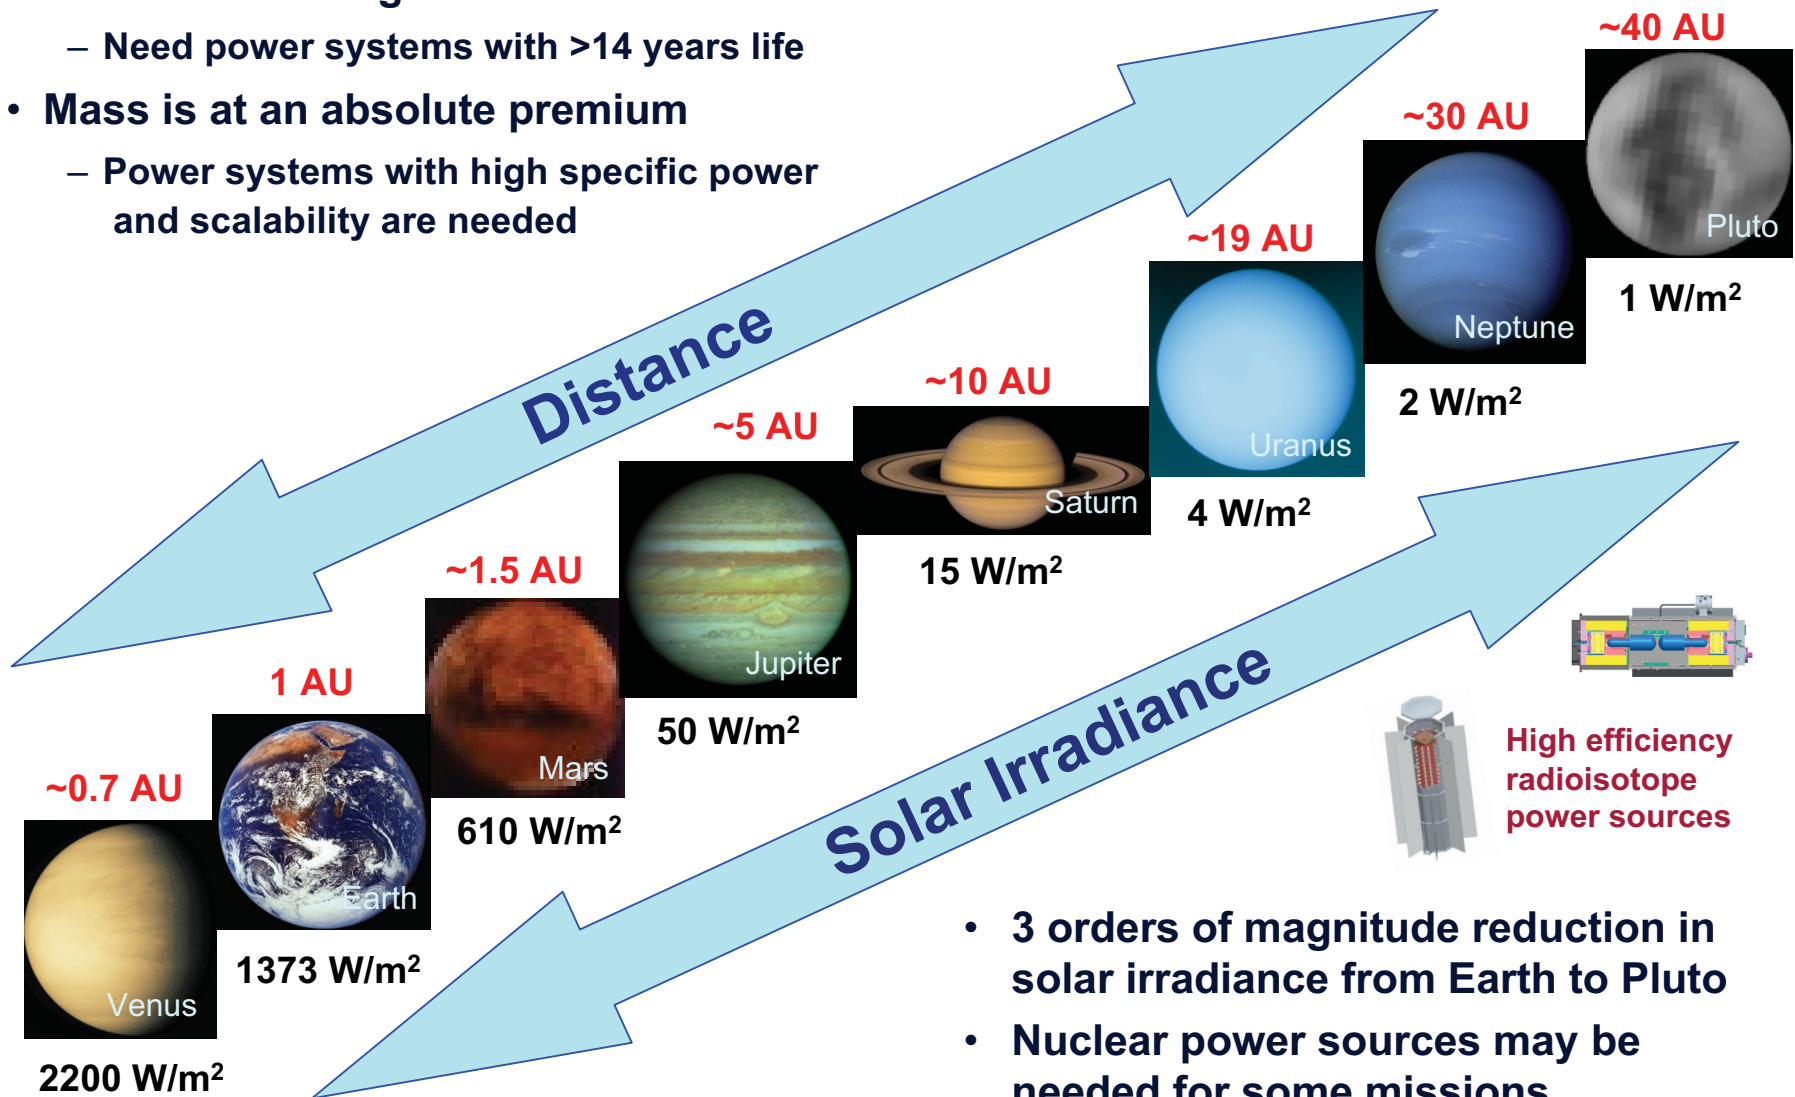 – Need power systems with >14 years life
• Mass is at an absolute premium
– Power systems with high specific power
and scalability are needed
Distance
~40 AU
Pluto
1 W/m²
~30 AU
Neptune
2 W/m²
~19 AU
Uranus
4 W/m²
~10 AU
Saturn
15 W/m²
~5 AU
Jupiter
50 W/m²
~1.5 AU
Mars
610 W/m²
1 AU
Earth
1373 W/m²
~0.7 AU
Venus
2200 W/m²
Solar Irradiance
High efficiency
radioisotope
power sources
• 3 orders of magnitude reduction in
solar irradiance from Earth to Pluto
• Nuclear power sources may be
needed for some missions